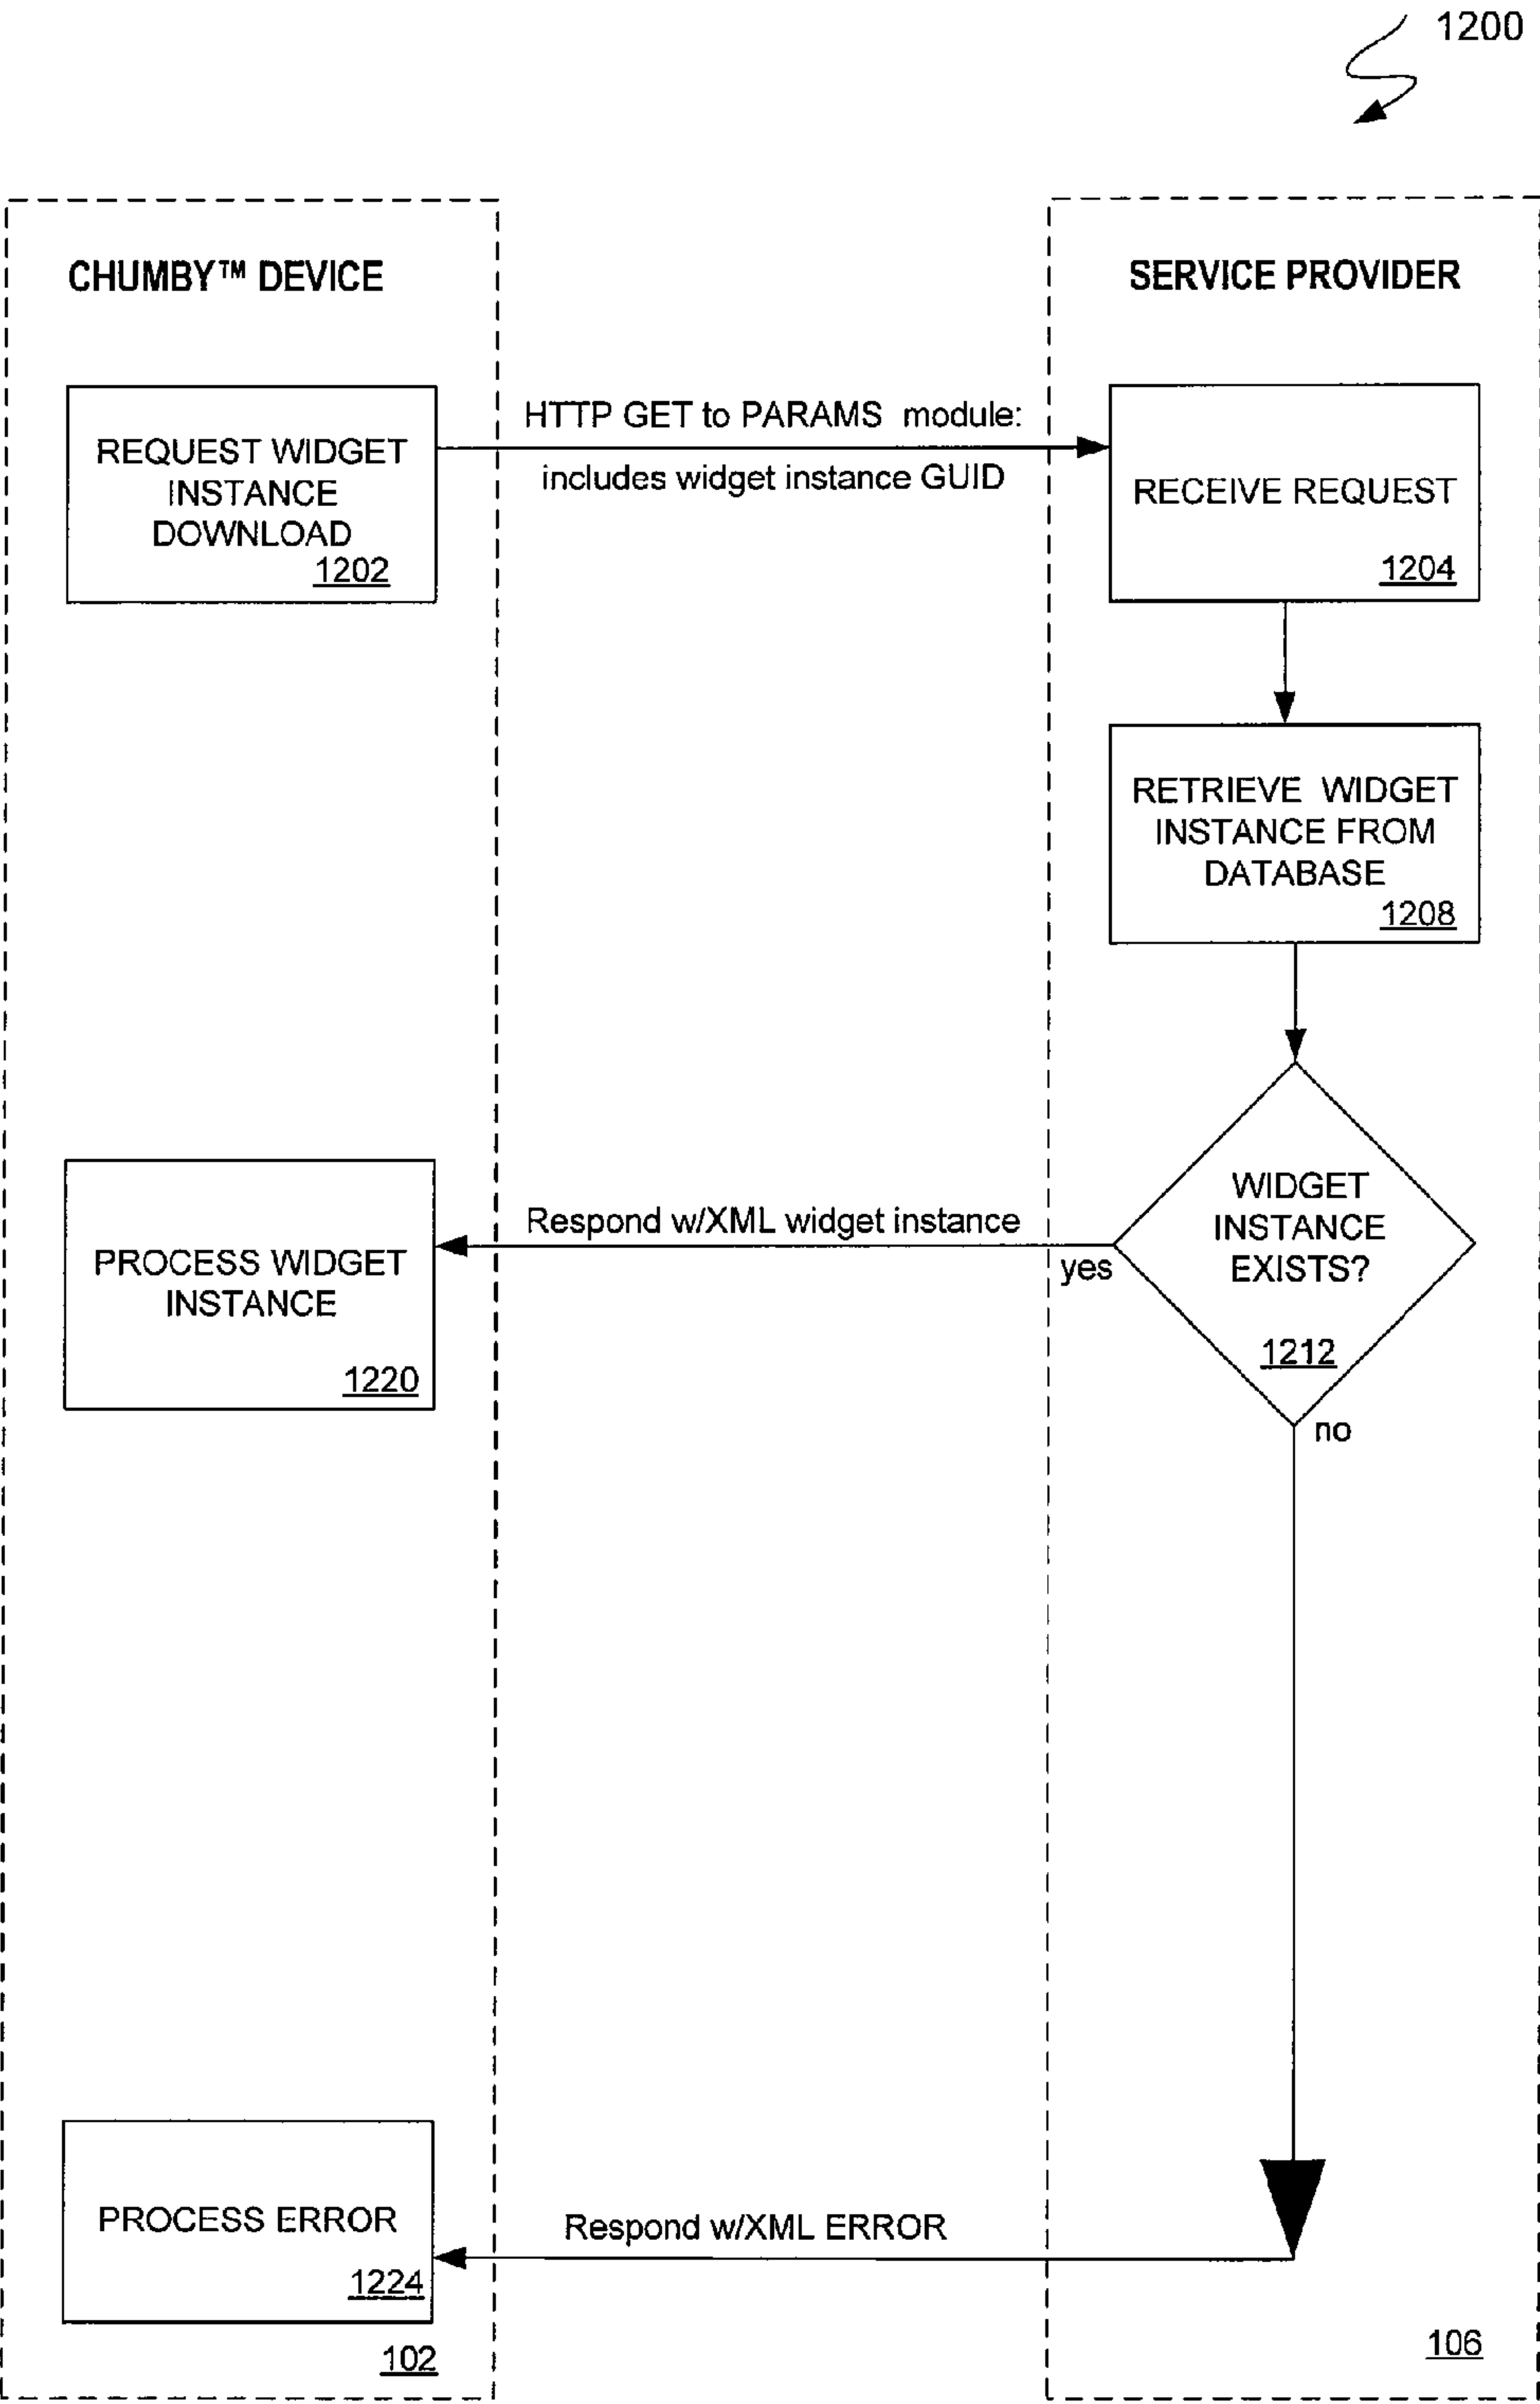 1200
CHUMBY™ DEVICE
SERVICE PROVIDER
REQUEST WIDGET
INSTANCE
DOWNLOAD
1202
HTTP GET to PARAMS module:
includes widget instance GUID
RECEIVE REQUEST
1204
RETRIEVE WIDGET
INSTANCE FROM
DATABASE
1208
WIDGET
INSTANCE
EXISTS?
1212
yes
no
Respond w/XML widget instance
PROCESS WIDGET
INSTANCE
1220
Respond w/XML ERROR
PROCESS ERROR
1224
102
106